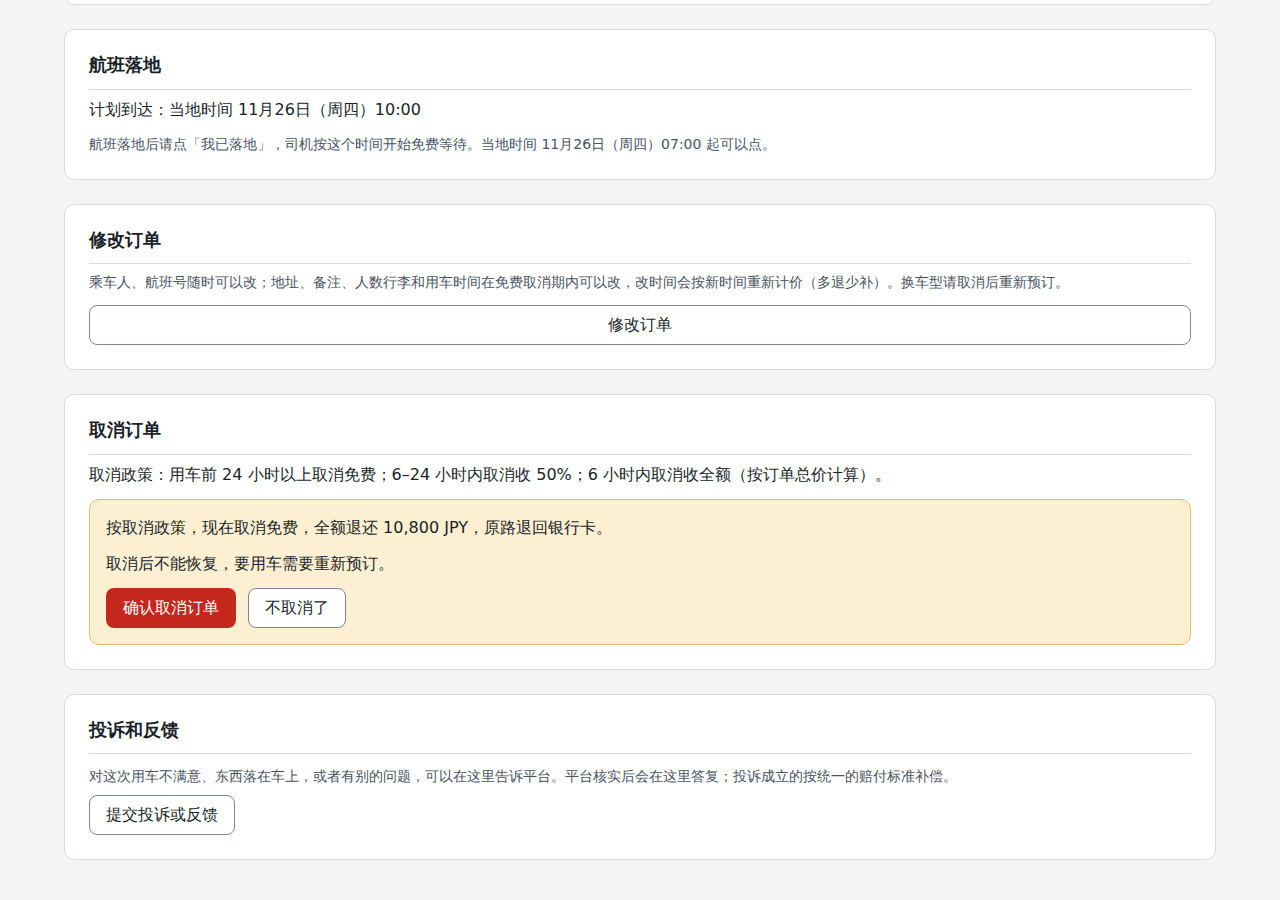 航班落地
计划到达：当地时间 11月26日（周四）10:00
航班落地后请点「我已落地」，司机按这个时间开始免费等待。当地时间 11月26日（周四）07:00 起可以点。
修改订单
乘车人、航班号随时可以改；地址、备注、人数行李和用车时间在免费取消期内可以改，改时间会按新时间重新计价（多退少补）。换车型请取消后重新预订。
修改订单
取消订单
取消政策：用车前 24 小时以上取消免费；6–24 小时内取消收 50%；6 小时内取消收全额（按订单总价计算）。
按取消政策，现在取消免费，全额退还 10,800 JPY，原路退回银行卡。
取消后不能恢复，要用车需要重新预订。
确认取消订单 不取消了
投诉和反馈
对这次用车不满意、东西落在车上，或者有别的问题，可以在这里告诉平台。平台核实后会在这里答复；投诉成立的按统一的赔付标准补偿。
提交投诉或反馈